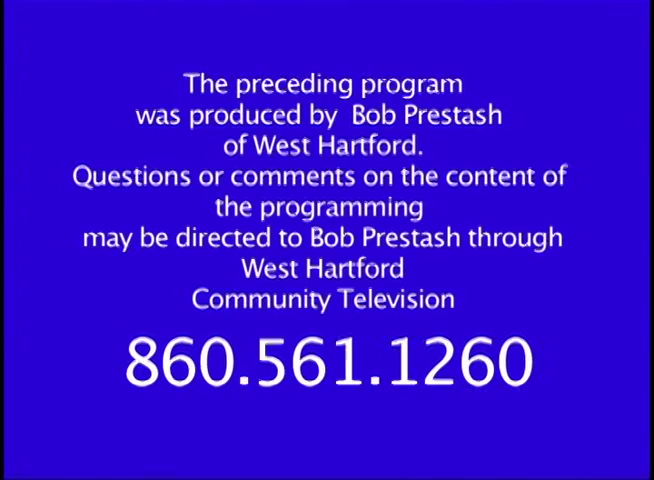 The preceding program
was produced by Bob Prestash
of West Hartford.
Questions or comments on the content of
the programming
may be directed to Bob Prestash through
West Hartford
Community Television
860.561.1260